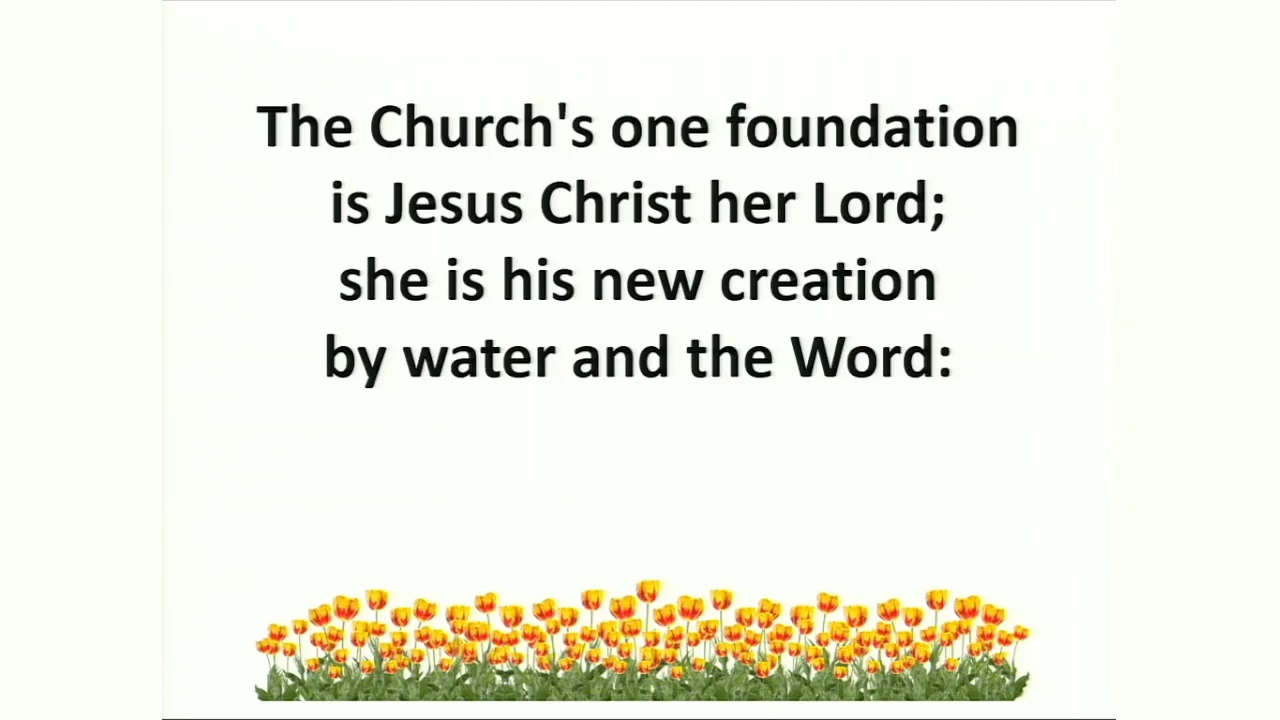 The Church's one foundation
is Jesus Christ her Lord;
she is his new creation
by water and the Word: